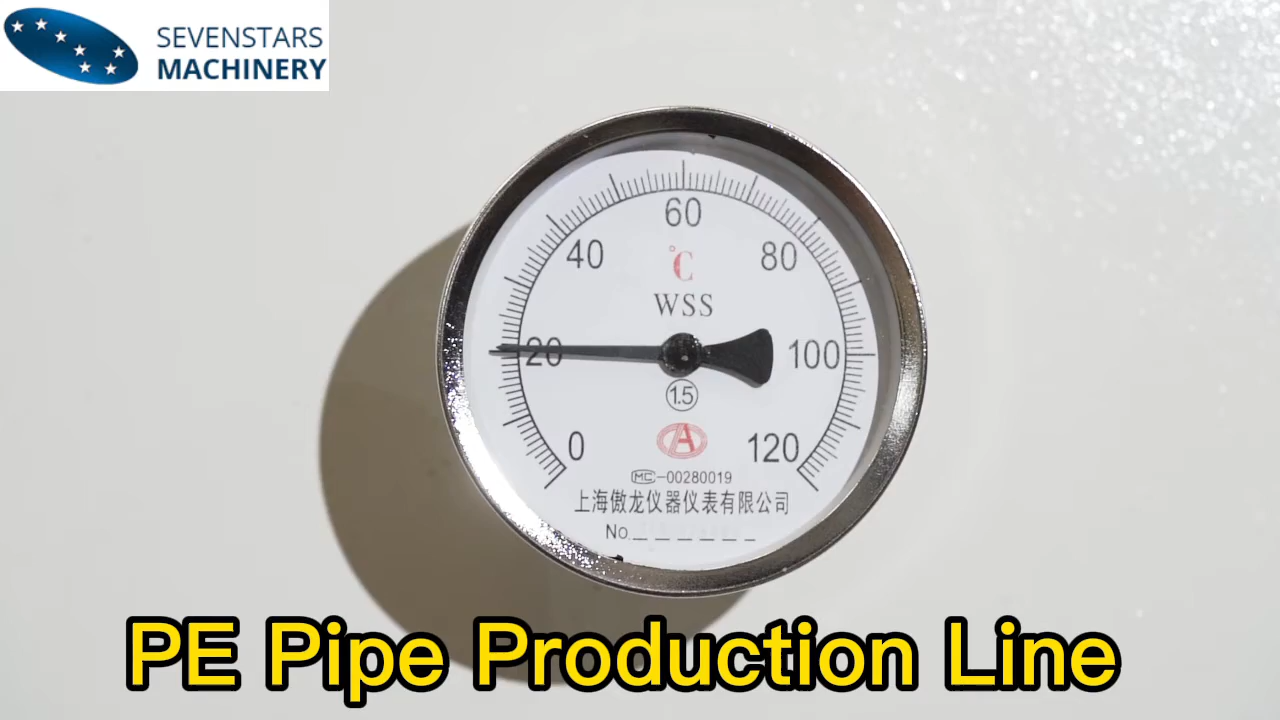 SEVENSTARS
MACHINERY
60
40
80
℃
WSS
20
100
1.5
0
A
120
MC-00280019
上海傲龙仪器仪表有限公司
No.______
PE Pipe Production Line